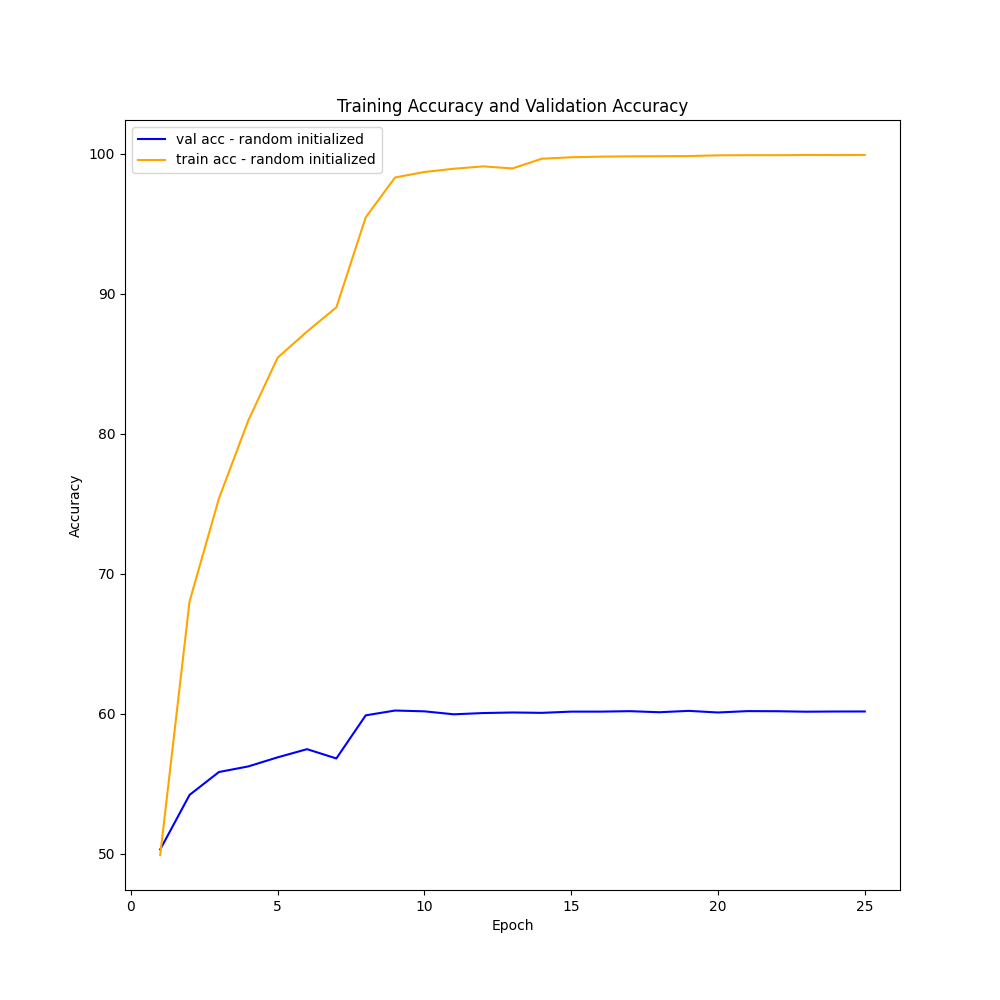 Training Accuracy and Validation Accuracy
val acc - random initialized
train acc - random initialized
100
90
80
70
60
50
Accuracy
0 5 10 15 20 25
Epoch